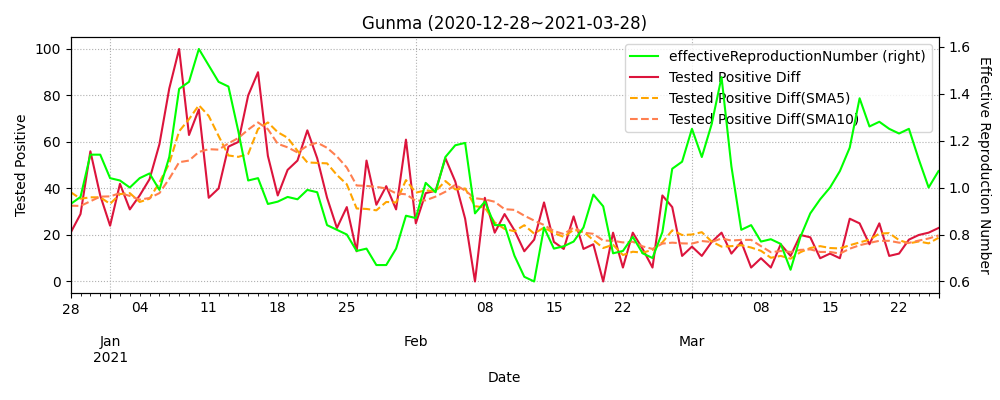 Gunma (2020-12-28~2021-03-28)
effectiveReproductionNumber (right)
Tested Positive Diff
Tested Positive Diff(SMA5)
Tested Positive Diff(SMA10)
Tested Positive
100
80
60
40
20
0
1.6
1.4
1.2
1.0
0.8
0.6
Effective Reproduction Number
28 04 11 18 25 08 15 22 08 15 22
Jan Feb Mar
2021
Date